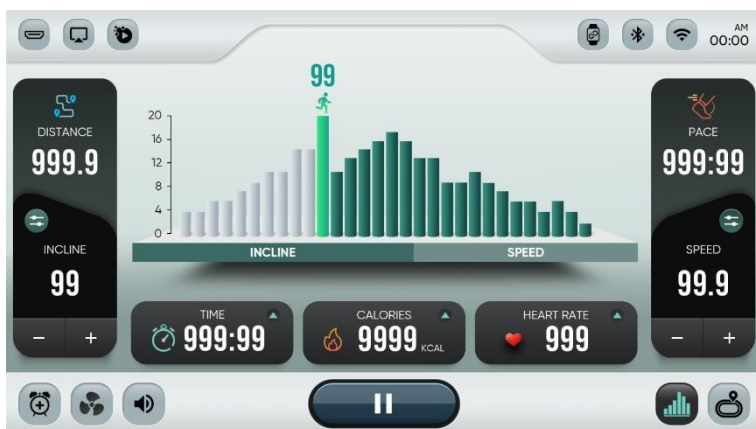 AM
00:00
99
DISTANCE
999.9
20
16
12
8
4
0
PACE
999:99
INCLINE
99
INCLINE
SPEED
SPEED
99.9
TIME
999:99
CALORIES
9999 KCAL
HEART RATE
999
− +
− +